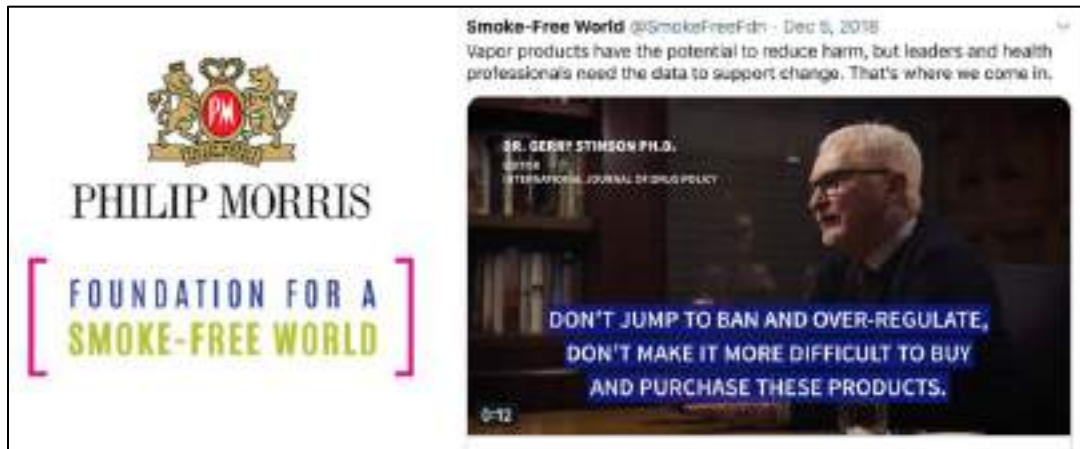 PM
PHILIP MORRIS
FOUNDATION FOR A
SMOKE-FREE WORLD
Smoke-Free World @SmokeFreeFdn - Dec 5, 2018
Vapor products have the potential to reduce harm, but leaders and health
professionals need the data to support change. That's where we come in.
DR. GERRY STIMSON PH.D.
EDITOR
INTERNATIONAL JOURNAL OF DRUG POLICY
DON'T JUMP TO BAN AND OVER-REGULATE,
DON'T MAKE IT MORE DIFFICULT TO BUY
AND PURCHASE THESE PRODUCTS.
0:12